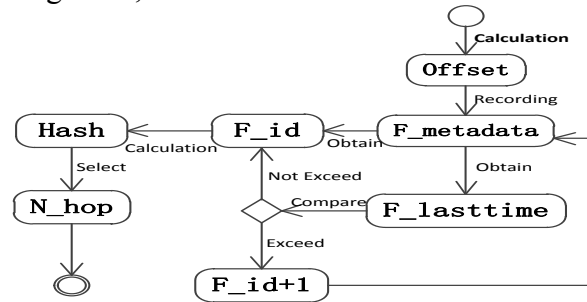 Calculation
Offset
Recording
Hash
F_id
F_metadata
Calculation
Obtain
Select
Not Exceed
Obtain
N_hop
Compare
F_lasttime
Exceed
F_id+1